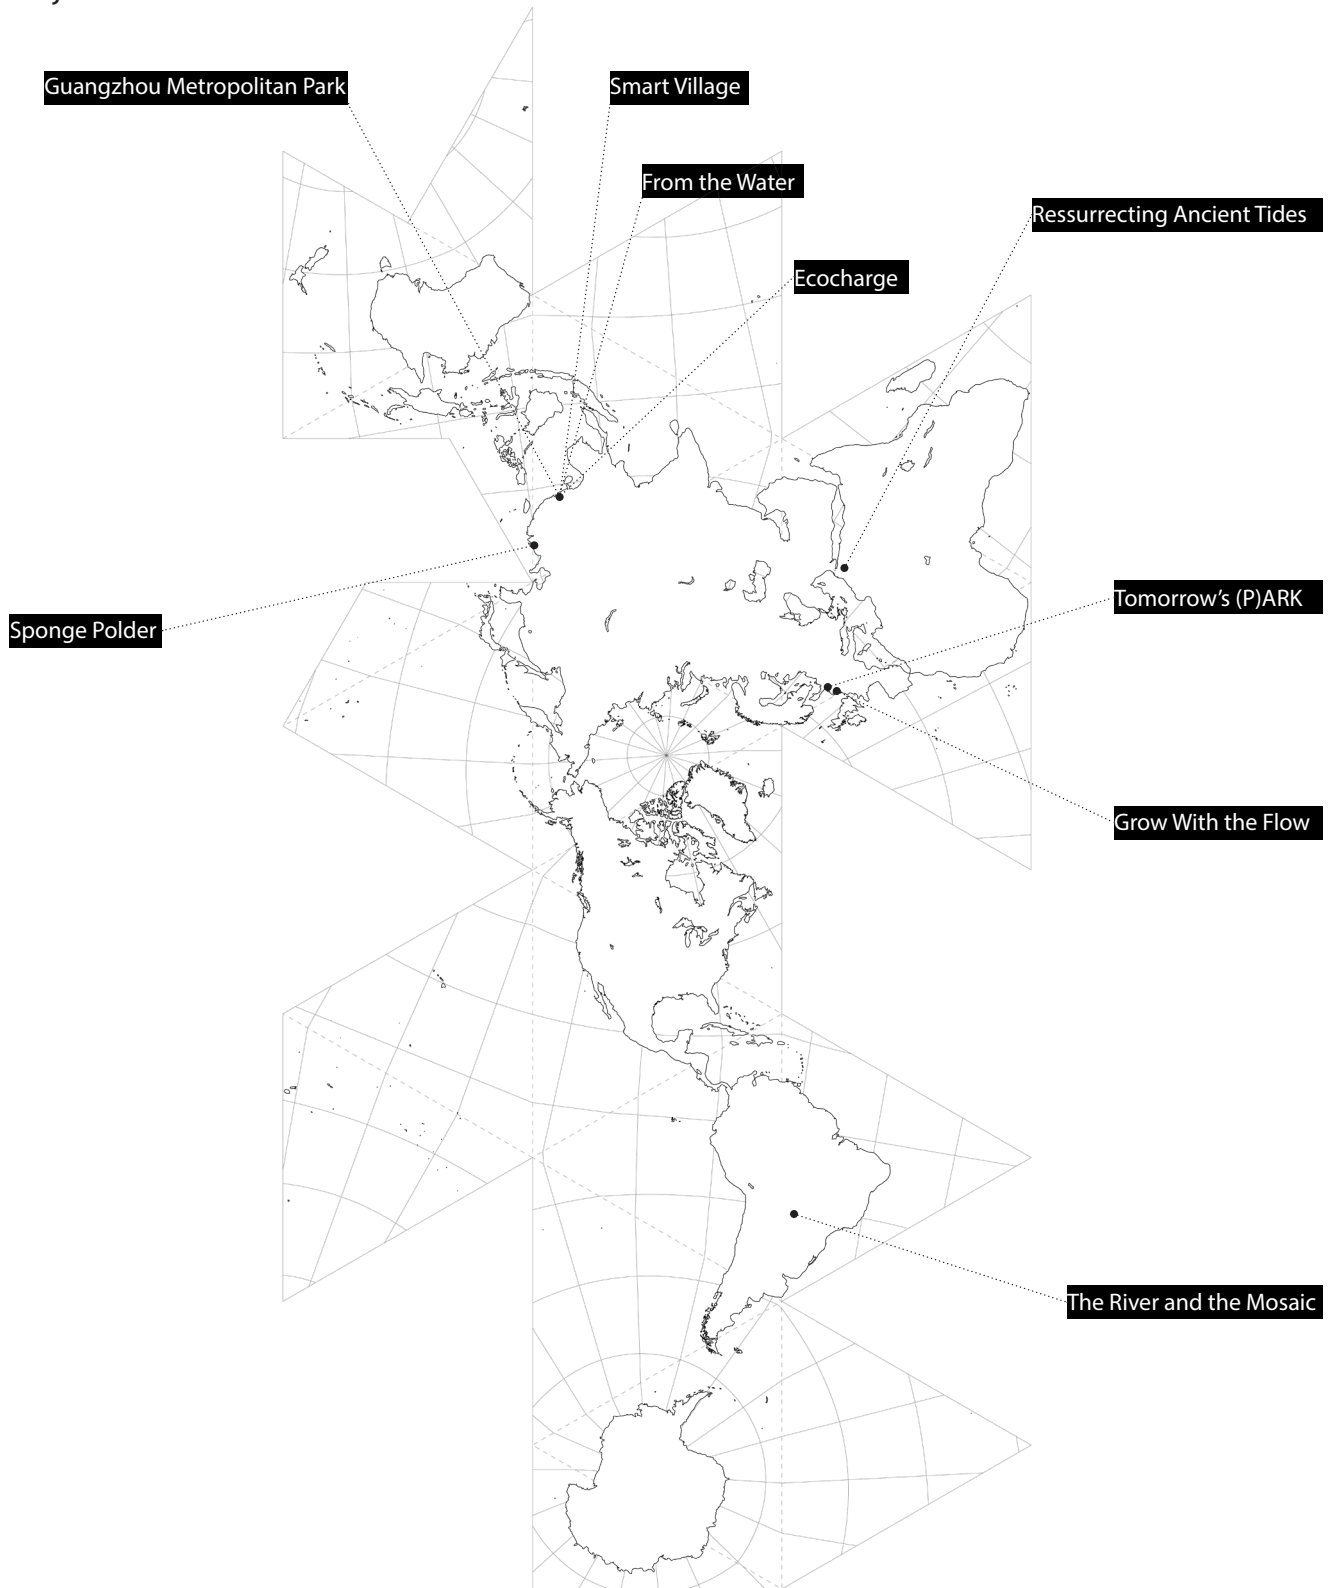 Guangzhou Metropolitan Park
Smart Village
From the Water
Ressurrecting Ancient Tides
Ecocharge
Tomorrow’s (P)ARK
Sponge Polder
Grow With the Flow
The River and the Mosaic